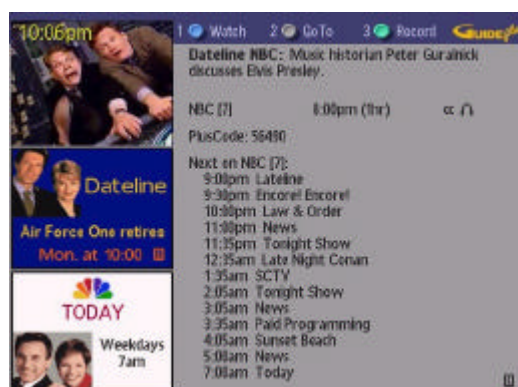 10:06pm
1 Watch 2 GoTo 3 Record GUIDE
Dateline NBC: Music historian Peter Guralnick
discusses Elvis Presley.
NBC [7] 8:00pm (1hr) cc
PlusCode: 56490
Next on NBC [7]:
9:00pm Lateline
9:30pm Encore! Encore!
10:00pm Law & Order
11:00pm News
11:35pm Tonight Show
12:35am Late Night Conan
1:35am SCTV
2:05am Tonight Show
3:05am News
3:35am Paid Programming
4:05am Sunset Beach
5:00am News
7:00am Today
Dateline
Air Force One retires
Mon. at 10:00
TODAY
Weekdays
7am